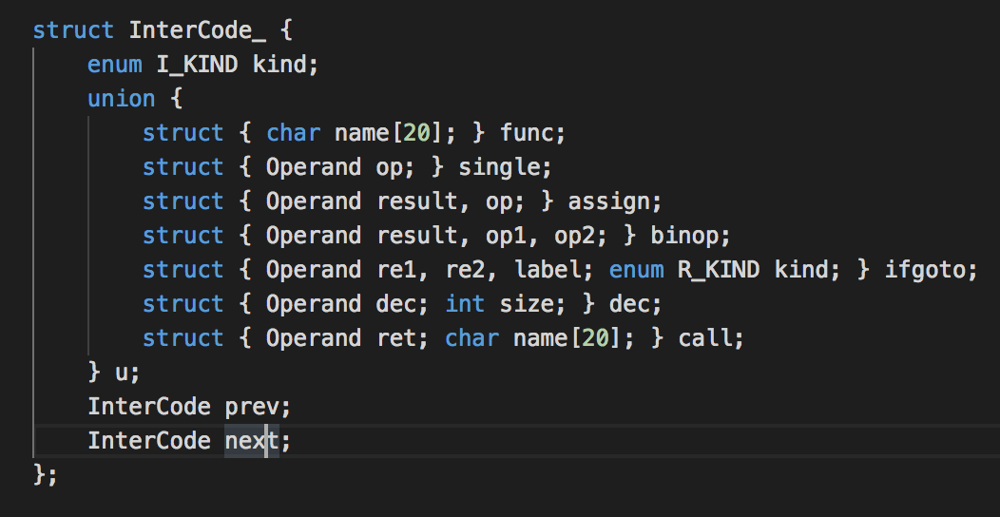 struct InterCode_ {
    enum I_KIND kind;
    union {
        struct { char name[20]; } func;
        struct { Operand op; } single;
        struct { Operand result, op; } assign;
        struct { Operand result, op1, op2; } binop;
        struct { Operand re1, re2, label; enum R_KIND kind; } ifgoto;
        struct { Operand dec; int size; } dec;
        struct { Operand ret; char name[20]; } call;
    } u;
    InterCode prev;
    InterCode next;
};